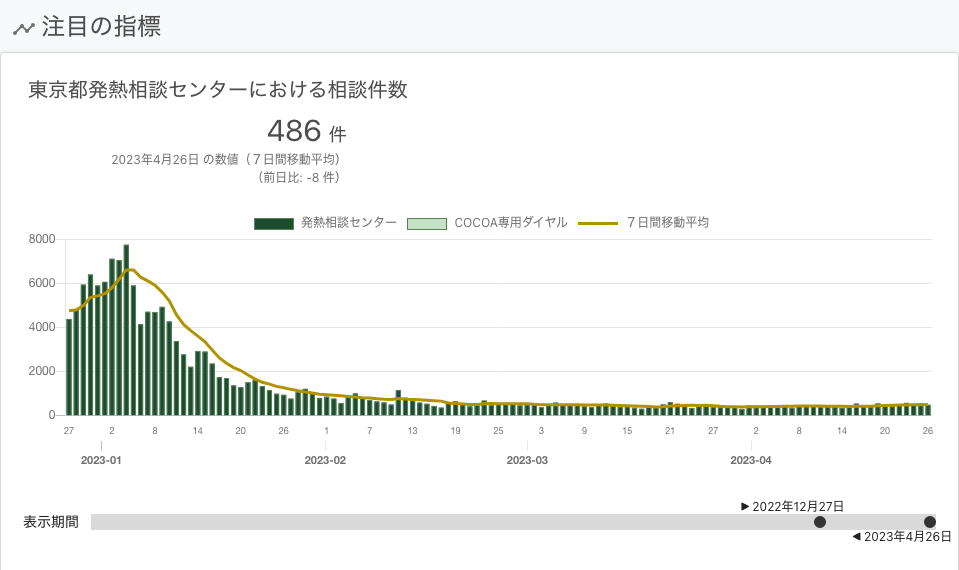 注目の指標
東京都発熱相談センターにおける相談件数
486 件
2023年4月26日 の数値（７日間移動平均）
（前日比: -8 件）
発熱相談センター COCOA専用ダイヤル ７日間移動平均
8000
6000
4000
2000
0
27 2 8 14 20 26 1 7 13 19 25 3 9 15 21 27 2 8 14 20 26
2023-01 2023-02 2023-03 2023-04
▶ 2022年12月27日
表示期間
◀ 2023年4月26日